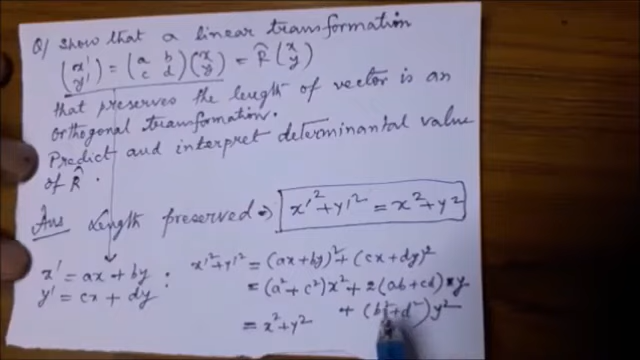 Q/ Show that a linear transformation
(x' y') = (a b c d)(x y) = R̂ (x y)
that preserves the length of vector is an
orthogonal transformation.
Predict and interpret determinantal value
of R̂.
Ans Length preserved ⇒ x'² + y'² = x² + y²
x' = ax + by ; x'² + y'² = (ax + by)² + (cx + dy)²
y' = cx + dy = (a² + c²)x² + 2(ab + cd)xy
+ (b² + d²)y²
= x² + y²